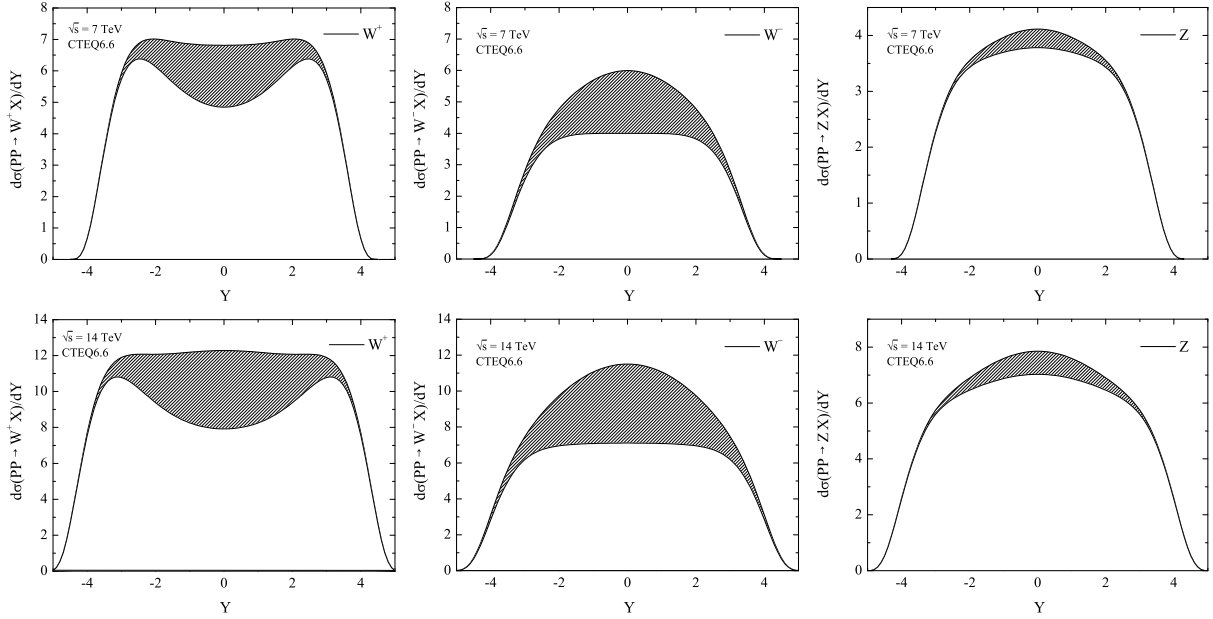 √s = 7 TeV
CTEQ6.6
W⁺
dσ(PP → W⁺X)/dY
8
7
6
5
4
3
2
1
0
-4 -2 0 2 4
Y
√s = 7 TeV
CTEQ6.6
W⁻
dσ(PP → W⁻X)/dY
8
7
6
5
4
3
2
1
0
-4 -2 0 2 4
Y
√s = 7 TeV
CTEQ6.6
Z
dσ(PP → Z X)/dY
4
3
2
1
0
-4 -2 0 2 4
Y
√s = 14 TeV
CTEQ6.6
W⁺
dσ(PP → W⁺X)/dY
14
12
10
8
6
4
2
0
-4 -2 0 2 4
Y
√s = 14 TeV
CTEQ6.6
W⁻
dσ(PP → W⁻X)/dY
14
12
10
8
6
4
2
0
-4 -2 0 2 4
Y
√s = 14 TeV
CTEQ6.6
Z
dσ(PP → Z X)/dY
8
6
4
2
0
-4 -2 0 2 4
Y